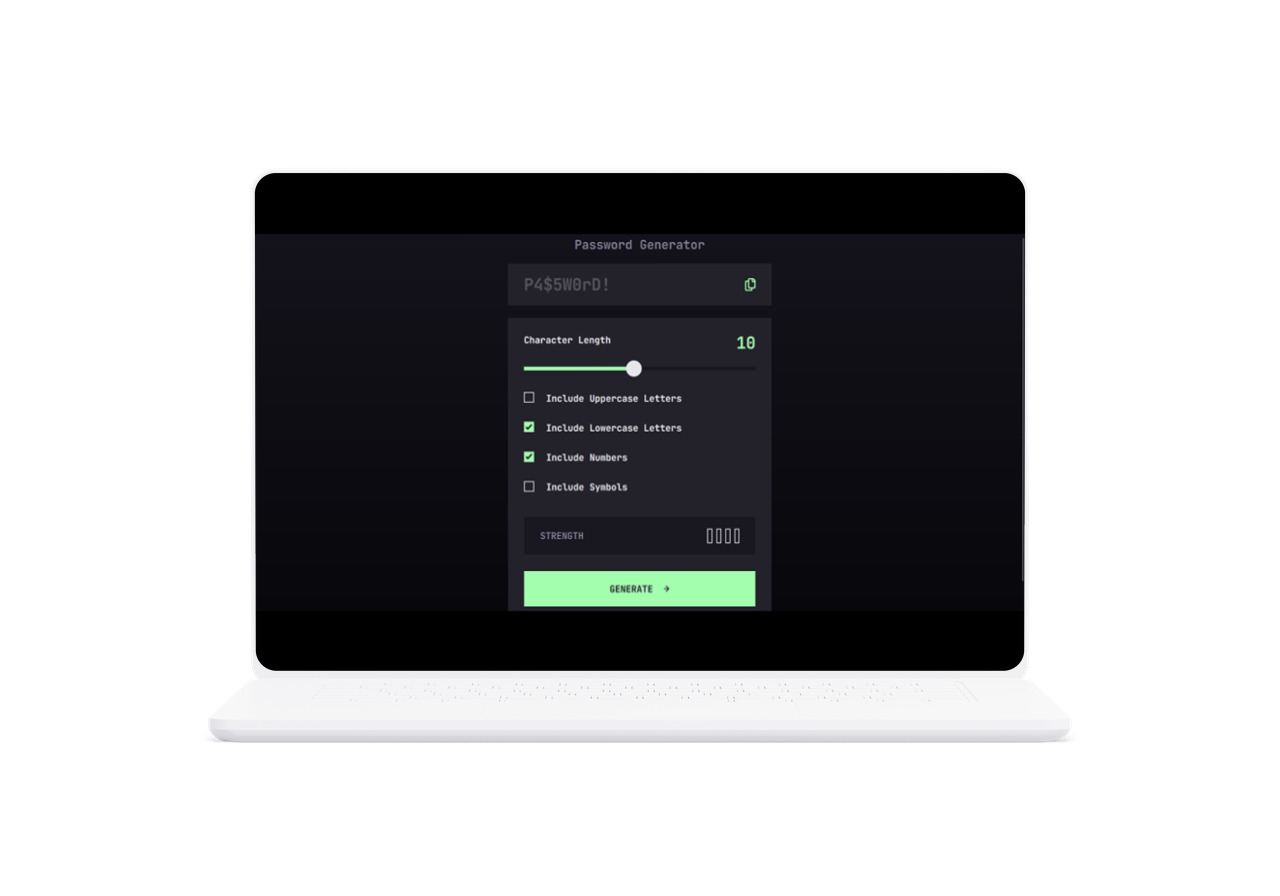 Password Generator
P4$5W0rD!
Character Length 10
Include Uppercase Letters
Include Lowercase Letters
Include Numbers
Include Symbols
STRENGTH
GENERATE →